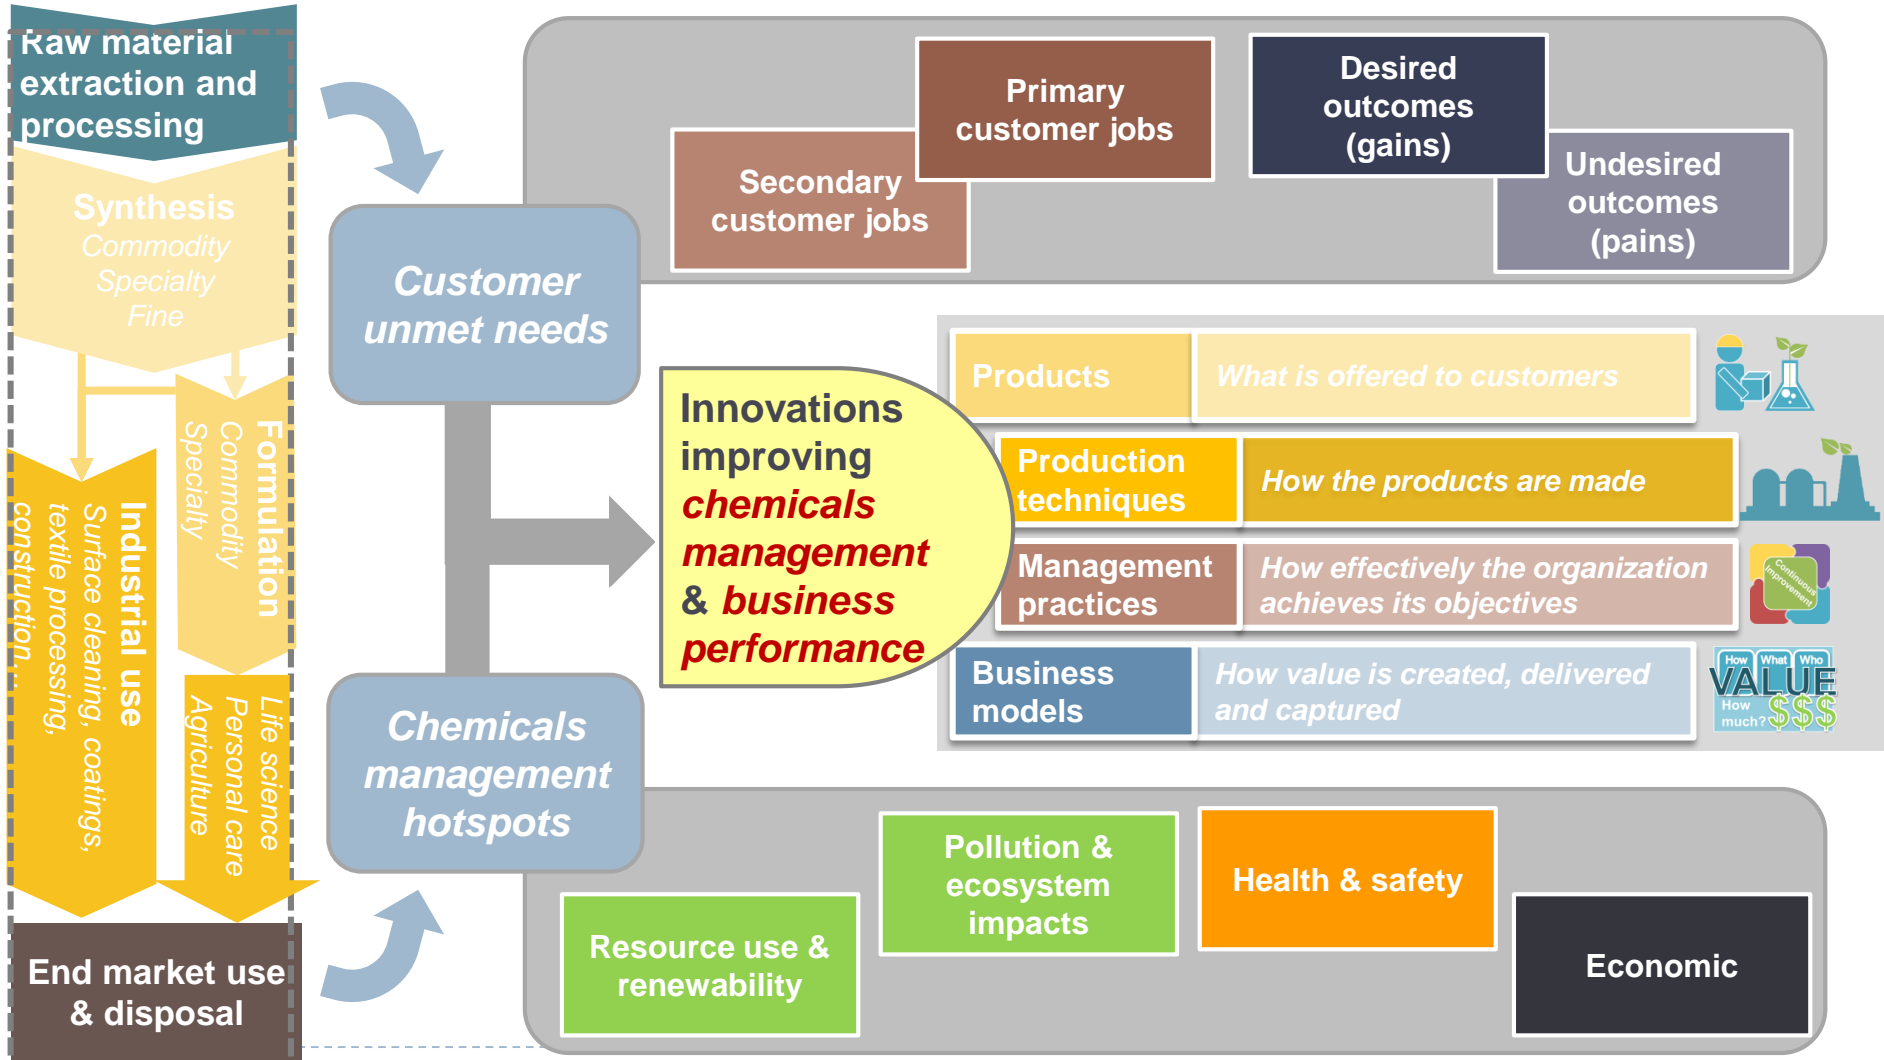 Raw material
extraction and
processing
Synthesis
Commodity
Specialty
Fine
Formulation
Commodity
Specialty
Industrial use
Surface cleaning, coatings,
textile processing,
construction…
Life science
Personal care
Agriculture
End market use
& disposal
Customer
unmet needs
Chemicals
management
hotspots
Primary
customer jobs
Secondary
customer jobs
Desired
outcomes
(gains)
Undesired
outcomes
(pains)
Innovations
improving
chemicals
management
& business
performance
Products
What is offered to customers
Production
techniques
How the products are made
Management
practices
How effectively the organization
achieves its objectives
Continuous
Improvement
Business
models
How value is created, delivered
and captured
How What Who
VALUE
How
much? $$$
Resource use &
renewability
Pollution &
ecosystem
impacts
Health & safety
Economic